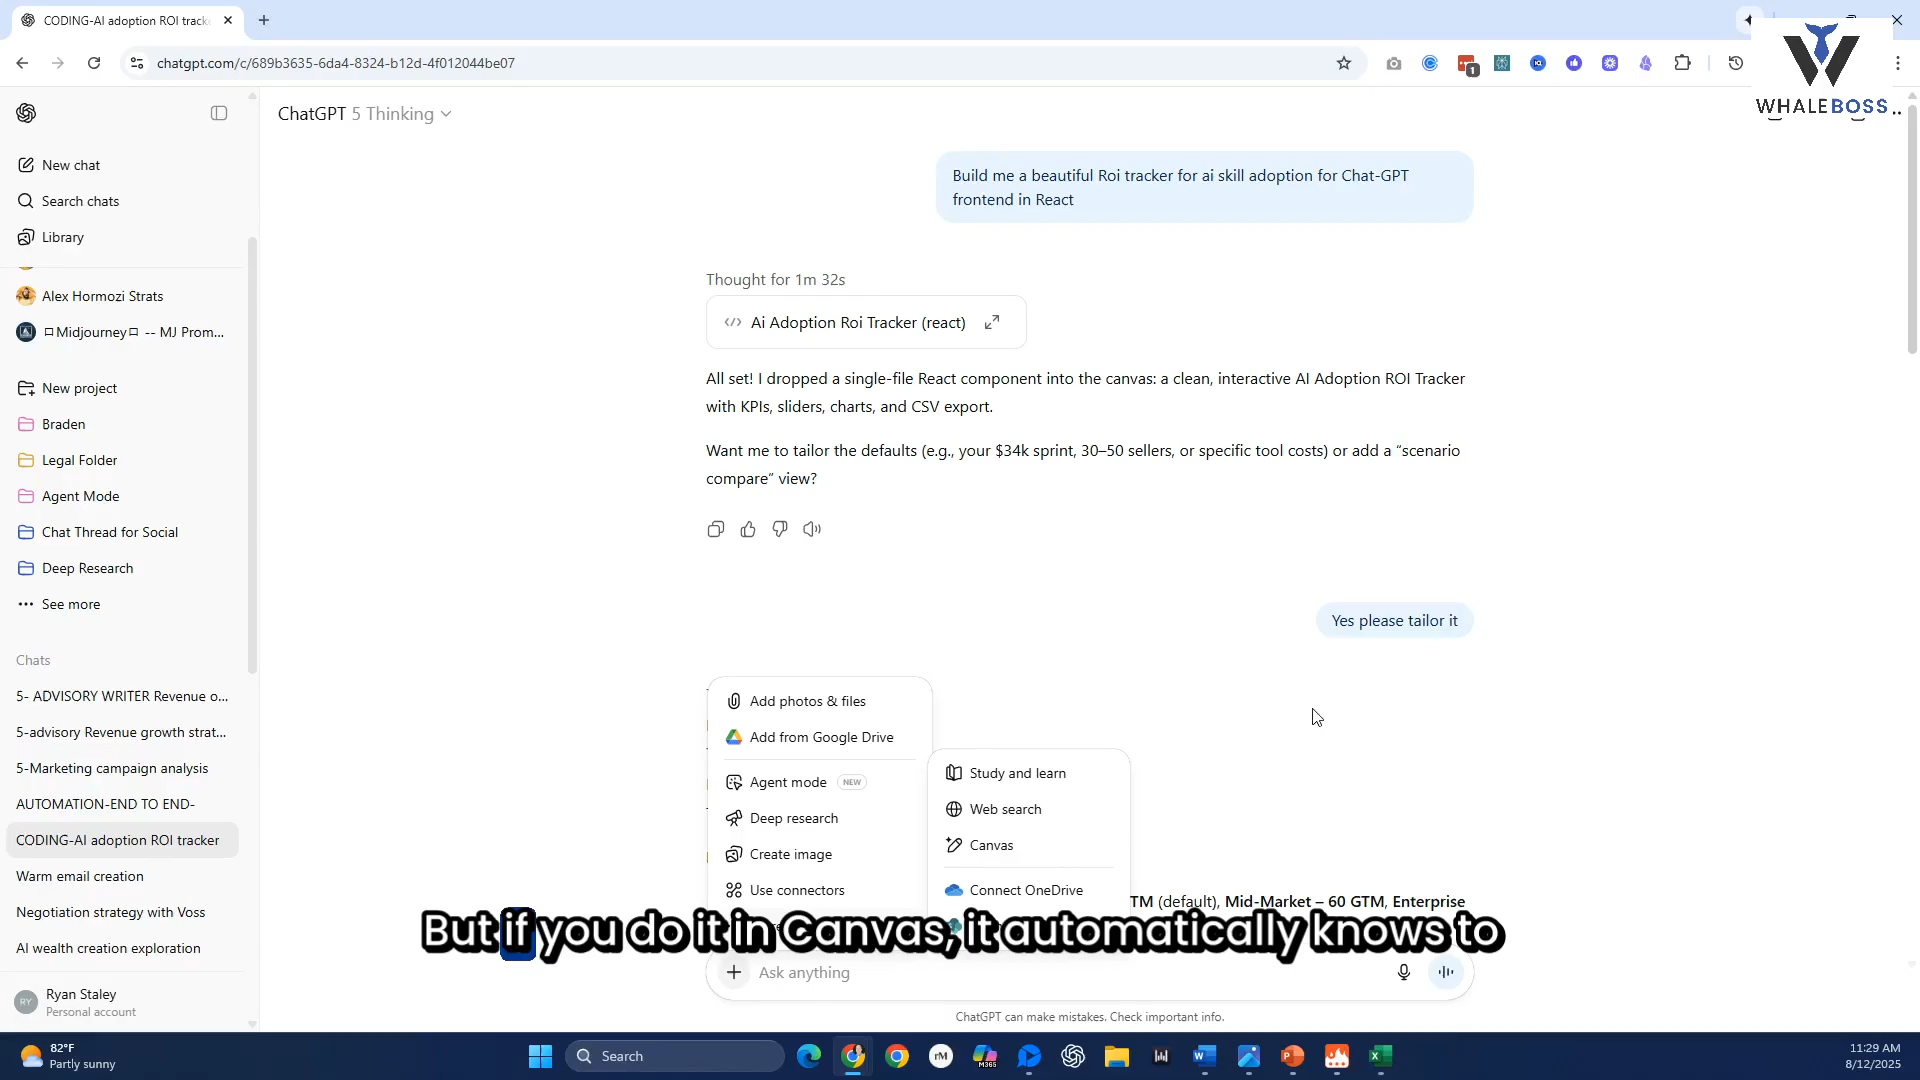 CODING-AI adoption ROI track
chatgpt.com/c/689b3635-6da4-8324-b12d-4f012044be07
1
WHALEBOSS
ChatGPT 5 Thinking
New chat
Search chats
Library
Alex Hormozi Strats
Midjourney -- MJ Prom...
New project
Braden
Legal Folder
Agent Mode
Chat Thread for Social
Deep Research
See more
Chats
5- ADVISORY WRITER Revenue o...
5-advisory Revenue growth strat...
5-Marketing campaign analysis
AUTOMATION-END TO END-
CODING-AI adoption ROI tracker
Warm email creation
Negotiation strategy with Voss
AI wealth creation exploration
RY
Ryan Staley
Personal account
Build me a beautiful Roi tracker for ai skill adoption for Chat-GPT
frontend in React
Thought for 1m 32s
Ai Adoption Roi Tracker (react)
All set! I dropped a single-file React component into the canvas: a clean, interactive AI Adoption ROI Tracker
with KPIs, sliders, charts, and CSV export.
Want me to tailor the defaults (e.g., your $34k sprint, 30–50 sellers, or specific tool costs) or add a “scenario
compare” view?
Yes please tailor it
Add photos & files
Add from Google Drive
Agent mode NEW
Deep research
Create image
Use connectors
Study and learn
Web search
Canvas
Connect OneDrive
TM (default), Mid-Market – 60 GTM, Enterprise
But if you do it in Canvas, it automatically knows to
Ask anything
ChatGPT can make mistakes. Check important info.
82°F
Partly sunny
Search
rM
M365
11:29 AM
8/12/2025